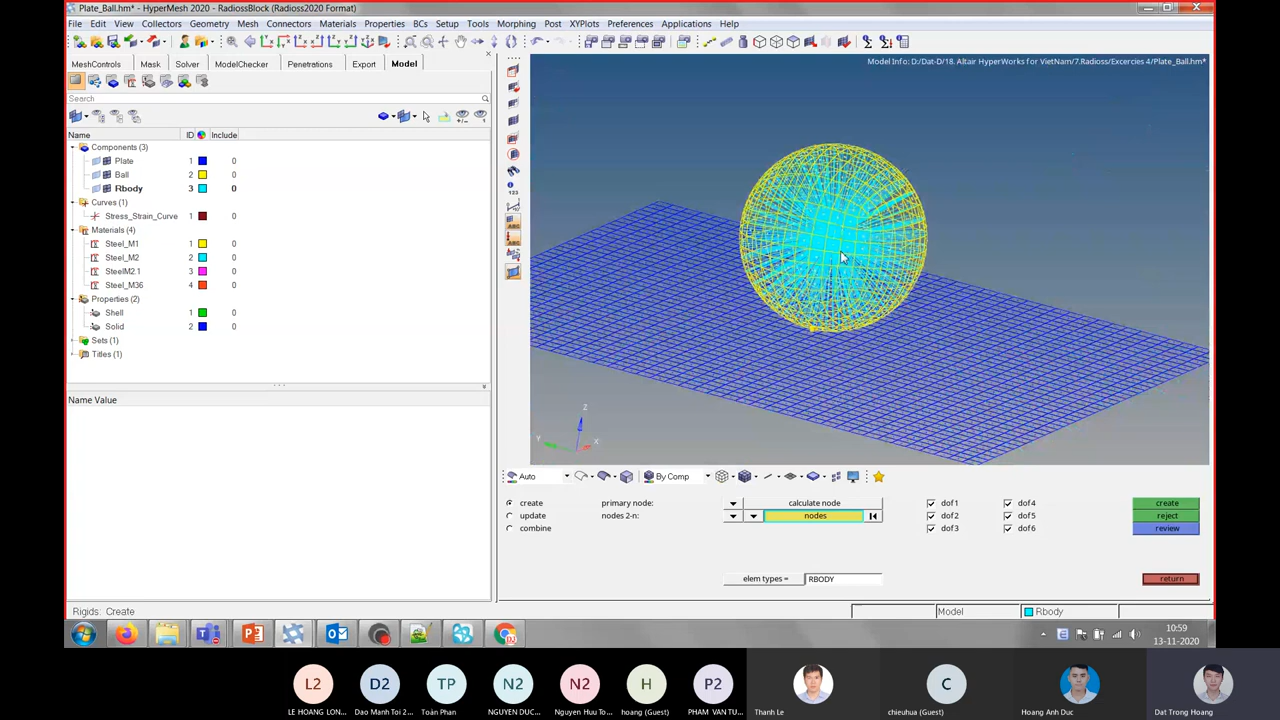 Plate_Ball.hm* - HyperMesh 2020 - RadiossBlock (Radioss2020 Format)
File Edit View Collectors Geometry Mesh Connectors Materials Properties BCs Setup Tools Morphing Post XYPlots Preferences Applications Help
MeshControls Mask Solver ModelChecker Penetrations Export Model
Model Info: D:/Dat-D/18. Altair HyperWorks for VietNam/7.Radioss/Excercies 4/Plate_Ball.hm*
Search
Name ID Include
Components (3)
Plate 1 0
Ball 2 0
Rbody 3 0
Curves (1)
Stress_Strain_Curve 1 0
Materials (4)
Steel_M1 1 0
Steel_M2 2 0
SteelM2.1 3 0
Steel_M36 4 0
Properties (2)
Shell 1 0
Solid 2 0
Sets (1)
Titles (1)
Name Value
123
ABC
ABC
Z
Y
X
Auto By Comp
create primary node: calculate node dof1 dof4 create
update nodes 2-n: nodes dof2 dof5 reject
combine dof3 dof6 review
elem types = RBODY return
Rigids: Create Model Rbody
10:59
13-11-2020
L2 D2 TP N2 N2 H P2 C
LE HOANG LON... Dao Manh Toi 2... Toàn Phan NGUYEN DUC... Nguyen Huu To... hoang (Guest) PHAM VAN TU... Thanh Le chieuhua (Guest) Hoang Anh Duc Dat Trong Hoang